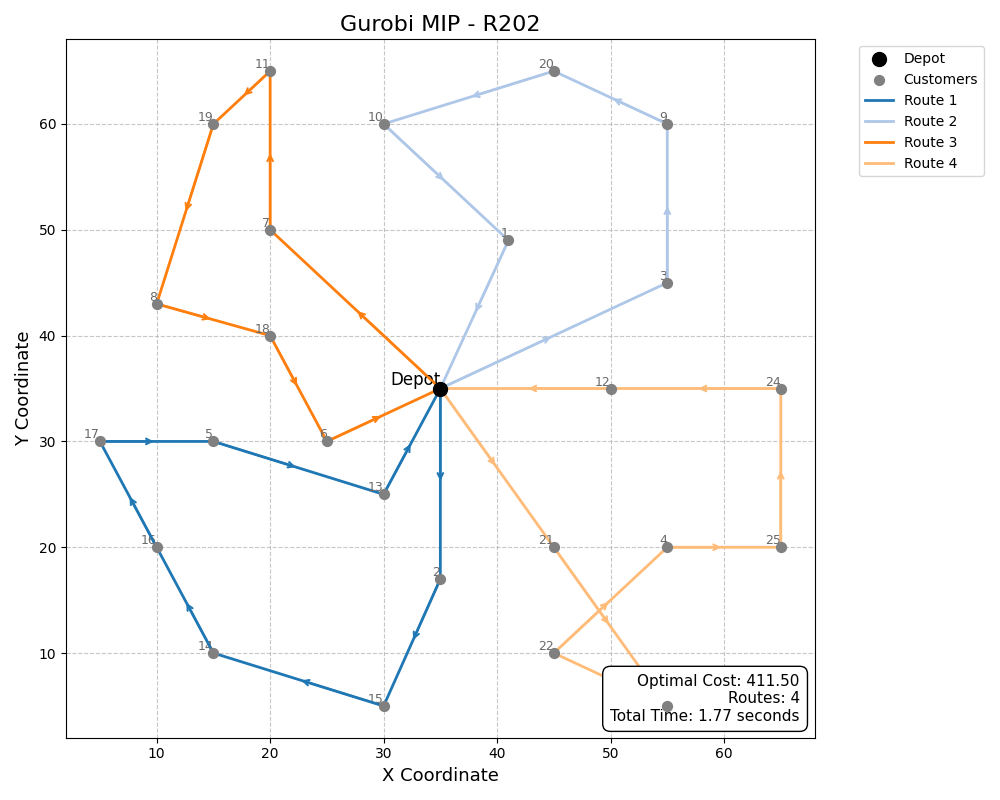 Gurobi MIP - R202
Depot
Customers
Route 1
Route 2
Route 3
Route 4
11
20
19
10
9
7
1
8
3
18
Depot
12
24
17
5
6
13
16
21
4
25
2
14
22
15
Optimal Cost: 411.50
Routes: 4
Total Time: 1.77 seconds
60
50
40
30
20
10
Y Coordinate
10
20
30
40
50
60
X Coordinate